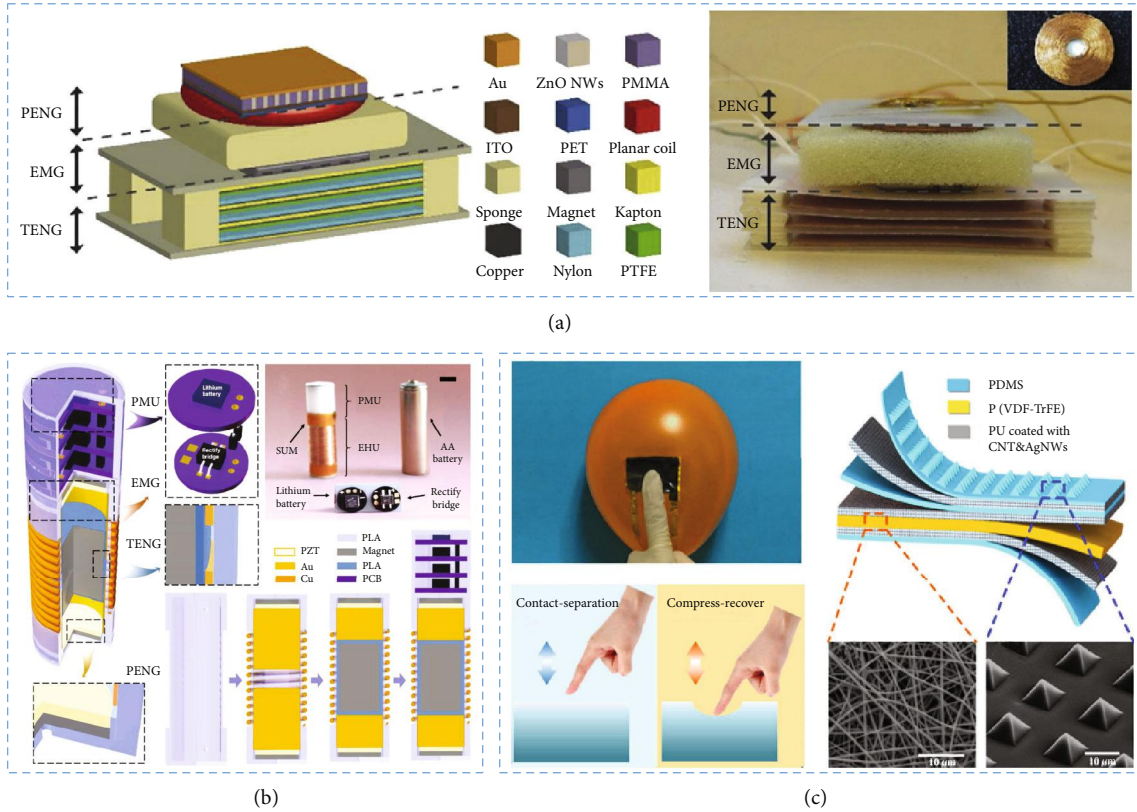 PENG
EMG
TENG
Au
ZnO NWs
PMMA
ITO
PET
Planar coil
Sponge
Magnet
Kapton
Copper
Nylon
PTFE
PENG
EMG
TENG
(a)
PMU
EMG
TENG
PENG
Lithium
battery
Rectify
bridge
SUM
PMU
EHU
AA
battery
Lithium
battery
Rectify
bridge
PZT
Au
Cu
PLA
Magnet
PLA
PCB
(b)
Contact-separation
Compress-recover
PDMS
P (VDF-TrFE)
PU coated with
CNT&AgNWs
10 μm
10 μm
(c)